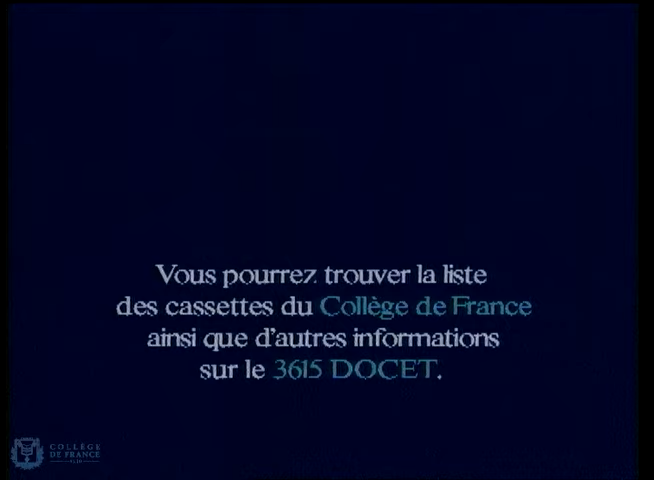 Vous pourrez trouver la liste
des cassettes du Collège de France
ainsi que d'autres informations
sur le 3615 DOCET.
COLLÈGE
DE FRANCE